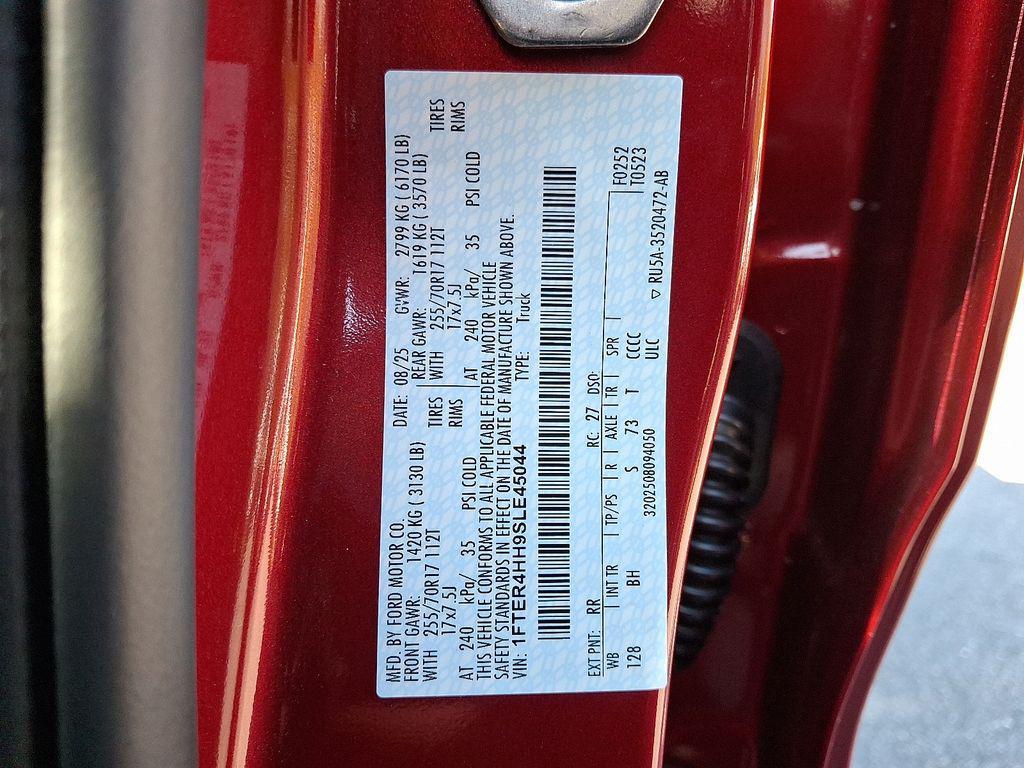 MFD. BY FORD MOTOR CO.
DATE: 08/25 GVWR: 2799 KG ( 6170 LB)
FRONT GAWR: 1420 KG ( 3130 LB)
REAR GAWR: 1619 KG ( 3570 LB)
WITH 255/70R17 112T TIRES
WITH 255/70R17 112T TIRES
17x7.5J RIMS
17x7.5J RIMS
AT 240 kPa/ 35 PSI COLD
AT 240 kPa/ 35 PSI COLD
THIS VEHICLE CONFORMS TO ALL APPLICABLE FEDERAL MOTOR VEHICLE
SAFETY STANDARDS IN EFFECT ON THE DATE OF MANUFACTURE SHOWN ABOVE.
VIN: 1FTER4HH9SLE45044 TYPE: Truck
EXT PNT: RR RC: 27 DSO:
WB INT TR TP/PS R AXLE TR SPR
128 BH S 73 T CCCC
F0252
T0523
3202508094050 ULC
▽ RU5A-3520472-AB